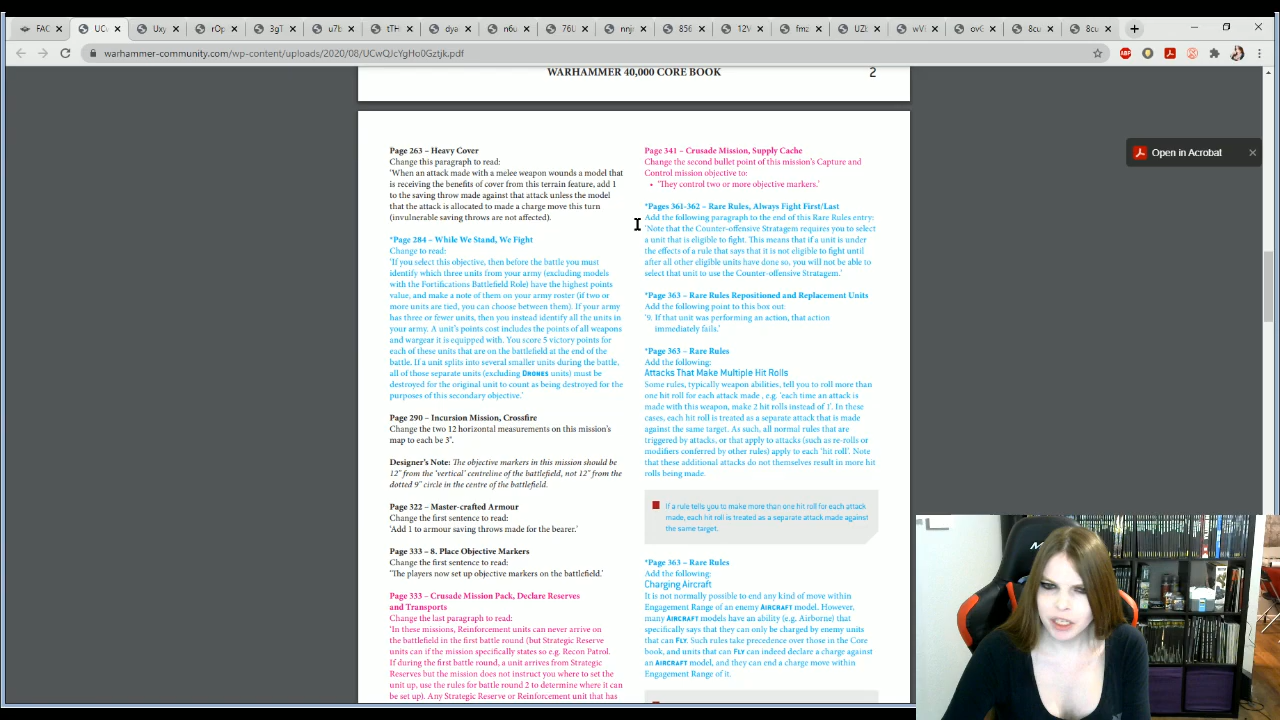 FAC
UC
Uxy
rOp
3gT
u7b
tTH
dya
n6u
76U
nnjr
856
12V
fmz
UZl
wVi
ov0
8cu
8cu
warhammer-community.com/wp-content/uploads/2020/08/UCwQJcYgHo0Gztjk.pdf
ABP
Open in Acrobat
WARHAMMER 40,000 CORE BOOK 2
Page 263 – Heavy Cover
Change this paragraph to read:
'When an attack made with a melee weapon wounds a model that
is receiving the benefits of cover from this terrain feature, add 1
to the saving throw made against that attack unless the model
that the attack is allocated to made a charge move this turn
(invulnerable saving throws are not affected).
*Page 284 – While We Stand, We Fight
Change to read:
'If you select this objective, then before the battle you must
identify which three units from your army (excluding models
with the Fortifications Battlefield Role) have the highest points
value, and make a note of them on your army roster (if two or
more units are tied, you can choose between them). If your army
has three or fewer units, then you instead identify all the units in
your army. A unit's points cost includes the points of all weapons
and wargear it is equipped with. You score 5 victory points for
each of these units that are on the battlefield at the end of the
battle. If a unit splits into several smaller units during the battle,
all of those separate units (excluding DRONES units) must be
destroyed for the original unit to count as being destroyed for the
purposes of this secondary objective.'
Page 290 – Incursion Mission, Crossfire
Change the two 12 horizontal measurements on this mission's
map to each be 3".
Designer's Note: The objective markers in this mission should be
12" from the 'vertical' centreline of the battlefield, not 12" from the
dotted 9" circle in the centre of the battlefield.
Page 322 – Master-crafted Armour
Change the first sentence to read:
'Add 1 to armour saving throws made for the bearer.'
Page 333 – 8. Place Objective Markers
Change the first sentence to read:
'The players now set up objective markers on the battlefield.'
Page 333 – Crusade Mission Pack, Declare Reserves
and Transports
Change the last paragraph to read:
'In these missions, Reinforcement units can never arrive on
the battlefield in the first battle round (but Strategic Reserve
units can if the mission specifically states so e.g. Recon Patrol.
If during the first battle round, a unit arrives from Strategic
Reserves but the mission does not instruct you where to set the
unit up, use the rules for battle round 2 to determine where it can
be set up). Any Strategic Reserve or Reinforcement unit that has
Page 341 – Crusade Mission, Supply Cache
Change the second bullet point of this mission's Capture and
Control mission objective to:
• 'They control two or more objective markers.'
*Pages 361-362 – Rare Rules, Always Fight First/Last
Add the following paragraph to the end of this Rare Rules entry:
'Note that the Counter-offensive Stratagem requires you to select
a unit that is eligible to fight. This means that if a unit is under
the effects of a rule that says that it is not eligible to fight until
after all other eligible units have done so, you will not be able to
select that unit to use the Counter-offensive Stratagem.'
*Page 363 – Rare Rules Repositioned and Replacement Units
Add the following point to this box out:
'9. If that unit was performing an action, that action
immediately fails.'
*Page 363 – Rare Rules
Add the following:
Attacks That Make Multiple Hit Rolls
Some rules, typically weapon abilities, tell you to roll more than
one hit roll for each attack made , e.g. 'each time an attack is
made with this weapon, make 2 hit rolls instead of 1'. In these
cases, each hit roll is treated as a separate attack that is made
against the same target. As such, all normal rules that are
triggered by attacks, or that apply to attacks (such as re-rolls or
modifiers conferred by other rules) apply to each 'hit roll'. Note
that these additional attacks do not themselves result in more hit
rolls being made.
If a rule tells you to make more than one hit roll for each attack
made, each hit roll is treated as a separate attack made against
the same target.
*Page 363 – Rare Rules
Add the following:
Charging Aircraft
It is not normally possible to end any kind of move within
Engagement Range of an enemy AIRCRAFT model. However,
many AIRCRAFT models have an ability (e.g. Airborne) that
specifically says that they can only be charged by enemy units
that can FLY. Such rules take precedence over those in the Core
book, and units that can FLY can indeed declare a charge against
an AIRCRAFT model, and they can end a charge move within
Engagement Range of it.